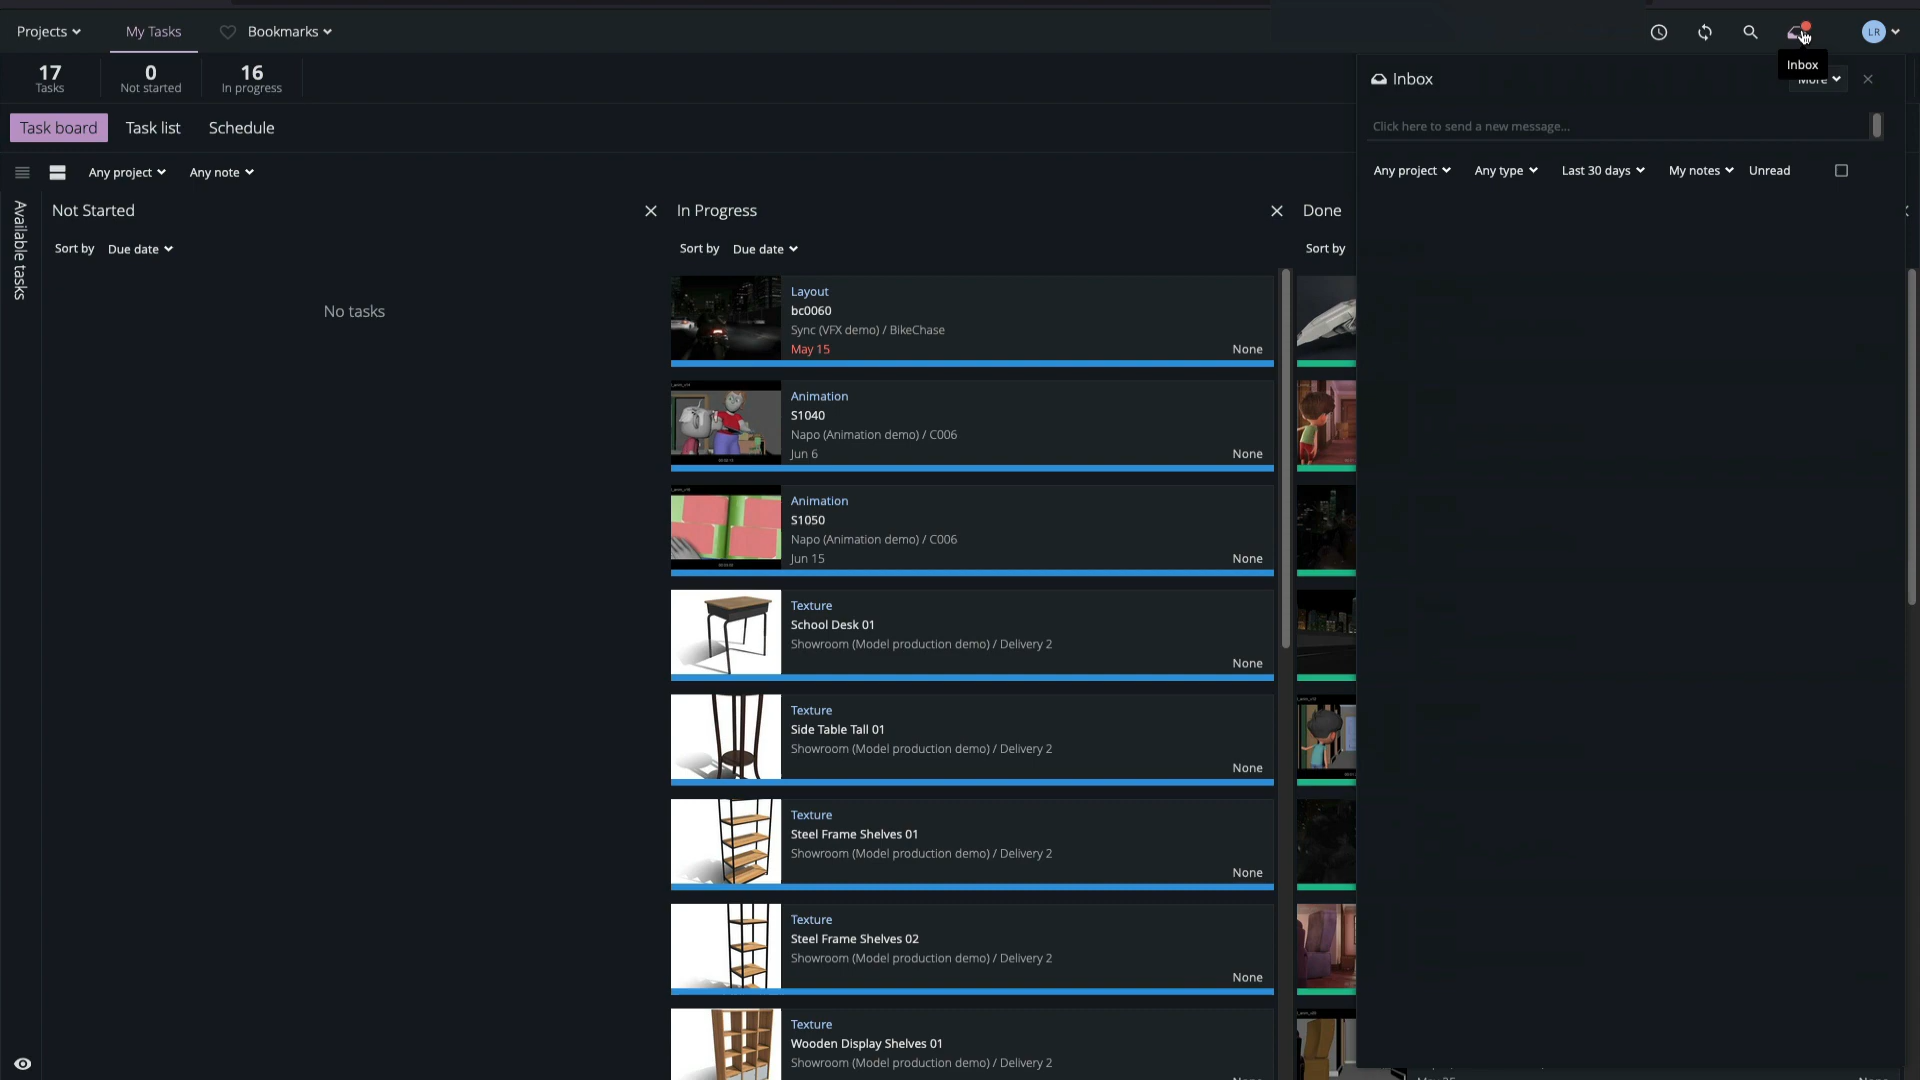 Projects
My Tasks
Bookmarks
LR
Inbox
17
Tasks
0
Not started
16
In progress
Inbox
More
Click here to send a new message...
Task board
Task list
Schedule
Any project
Any note
Any project
Any type
Last 30 days
My notes
Unread
Available tasks
Not Started
Sort by Due date
No tasks
In Progress
Sort by Due date
Layout
bc0060
Sync (VFX demo) / BikeChase
May 15
None
Animation
S1040
Napo (Animation demo) / C006
Jun 6
None
Animation
S1050
Napo (Animation demo) / C006
Jun 15
None
Texture
School Desk 01
Showroom (Model production demo) / Delivery 2
None
Texture
Side Table Tall 01
Showroom (Model production demo) / Delivery 2
None
Texture
Steel Frame Shelves 01
Showroom (Model production demo) / Delivery 2
None
Texture
Steel Frame Shelves 02
Showroom (Model production demo) / Delivery 2
None
Texture
Wooden Display Shelves 01
Showroom (Model production demo) / Delivery 2
Done
Sort by